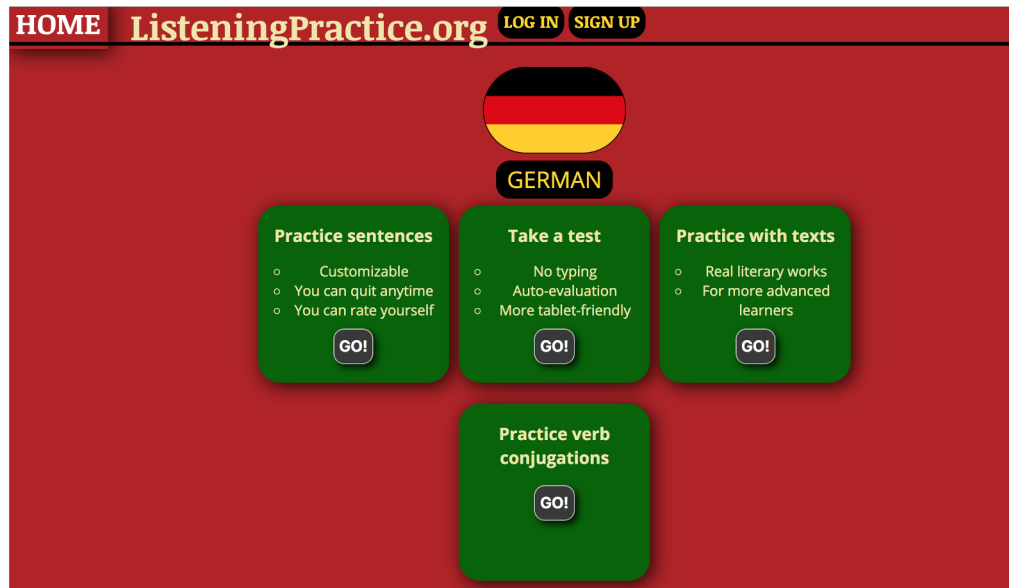 HOME ListeningPractice.org LOG IN SIGN UP
GERMAN
Practice sentences
Customizable
You can quit anytime
You can rate yourself
GO!
Take a test
No typing
Auto-evaluation
More tablet-friendly
GO!
Practice with texts
Real literary works
For more advanced
learners
GO!
Practice verb
conjugations
GO!